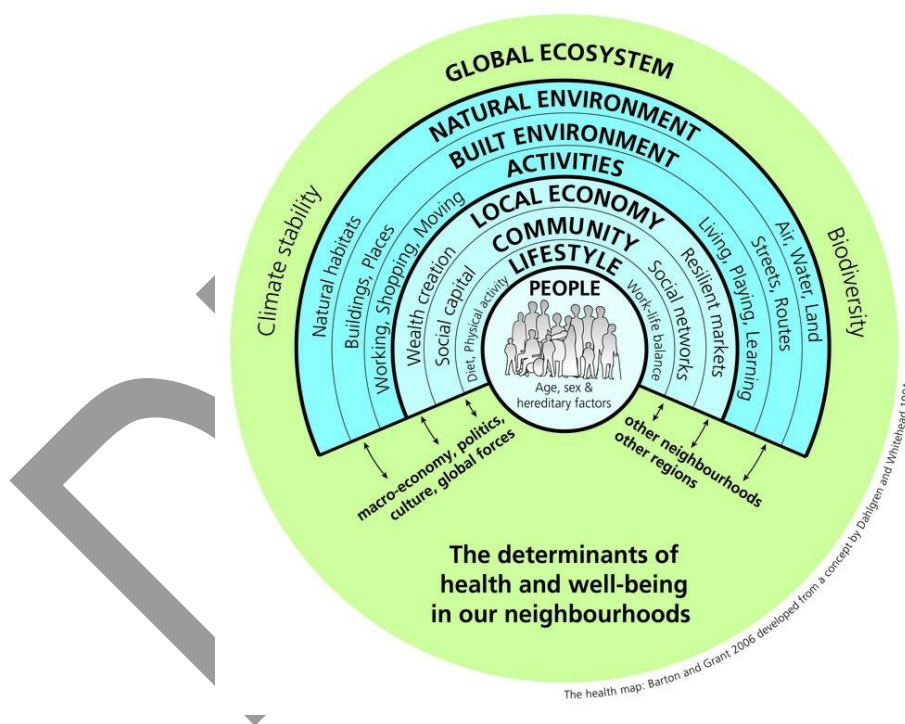 GLOBAL ECOSYSTEM
NATURAL ENVIRONMENT
BUILT ENVIRONMENT
ACTIVITIES
LOCAL ECONOMY
COMMUNITY
LIFESTYLE
PEOPLE
Age, sex &
hereditary factors
Climate stability
Natural habitats
Buildings, Places
Working, Shopping, Moving
Wealth creation
Social capital
Diet, Physical activity
Work-life balance
Social networks
Resilient markets
Living, Playing, Learning
Streets, Routes
Air, Water, Land
Biodiversity
macro-economy, politics,
culture, global forces
other neighbourhoods
other regions
The determinants of
health and well-being
in our neighbourhoods
The health map: Barton and Grant 2006 developed from a concept by Dahlgren and Whitehead